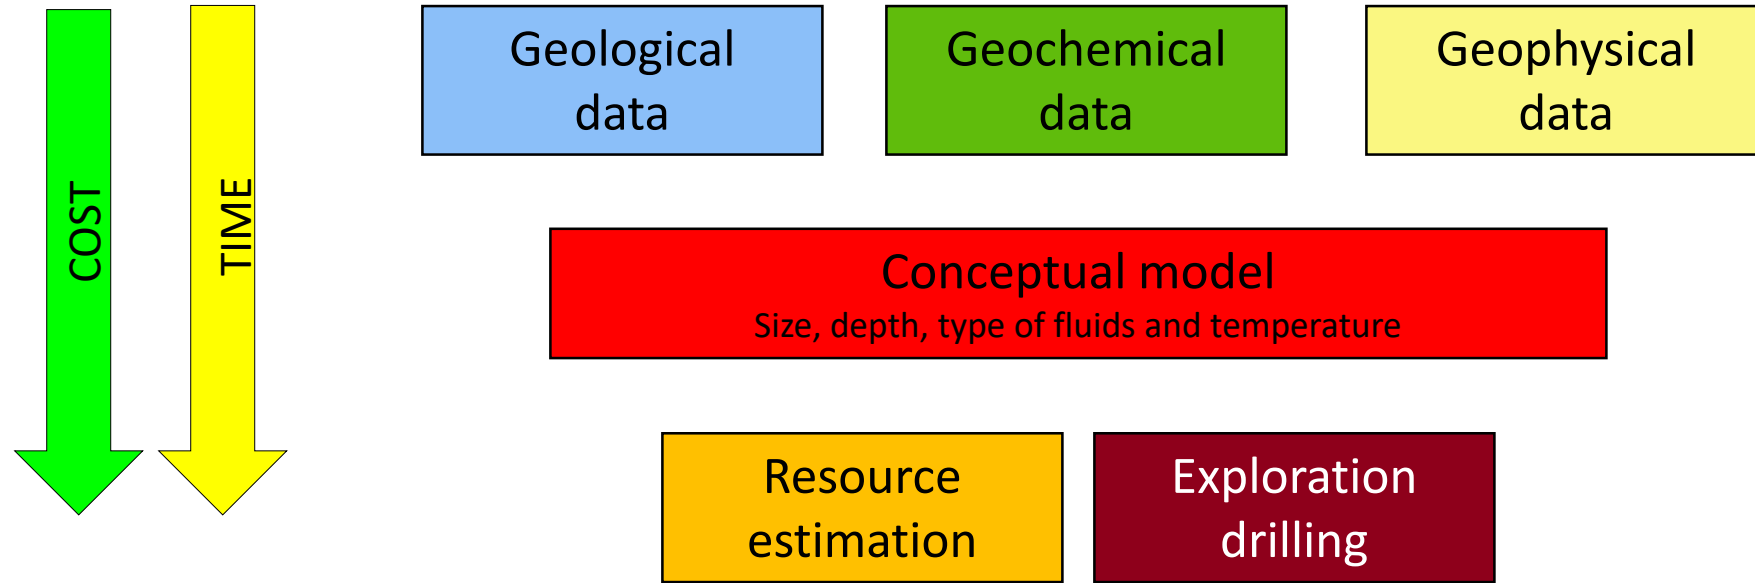 COST
TIME
Geological
data
Geochemical
data
Geophysical
data
Conceptual model
Size, depth, type of fluids and temperature
Resource
estimation
Exploration
drilling